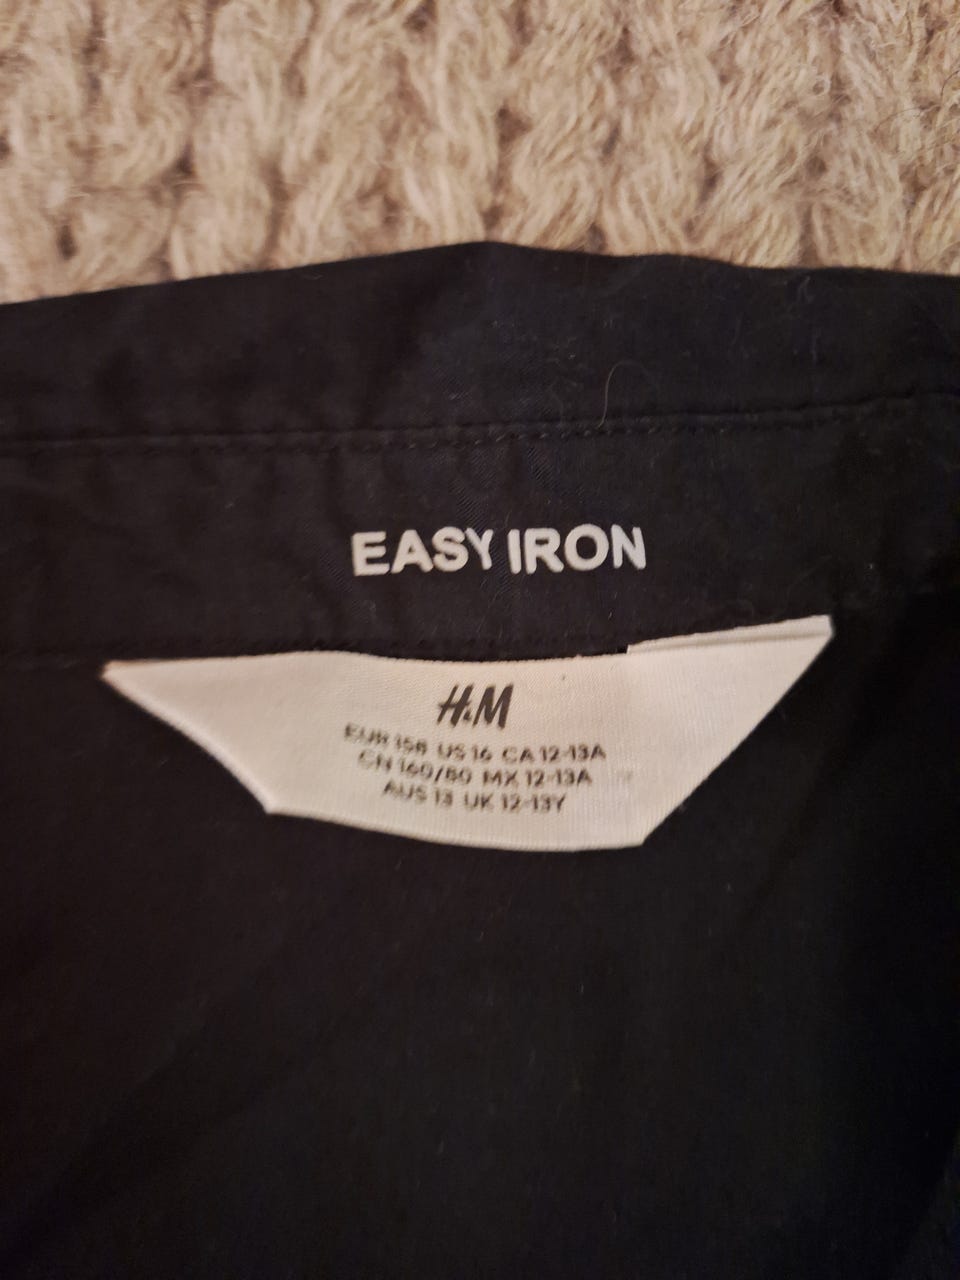 EASY IRON
H&M
EUR 158 US 16 CA 12-13A
CN 160/80 MX 12-13A
AUS 13 UK 12-13Y